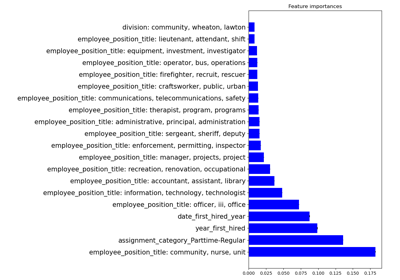 Feature importances
division: community, wheaton, lawton
employee_position_title: lieutenant, attendant, shift
employee_position_title: equipment, investment, investigator
employee_position_title: operator, bus, operations
employee_position_title: firefighter, recruit, rescuer
employee_position_title: craftsworker, public, urban
employee_position_title: communications, telecommunications, safety
employee_position_title: therapist, program, programs
employee_position_title: administrative, principal, administration
employee_position_title: sergeant, sheriff, deputy
employee_position_title: enforcement, permitting, inspector
employee_position_title: manager, projects, project
employee_position_title: recreation, renovation, occupational
employee_position_title: accountant, assistant, library
employee_position_title: information, technology, technologist
employee_position_title: officer, iii, office
date_first_hired_year
year_first_hired
assignment_category_Parttime-Regular
employee_position_title: community, nurse, unit
0.000 0.025 0.050 0.075 0.100 0.125 0.150 0.175